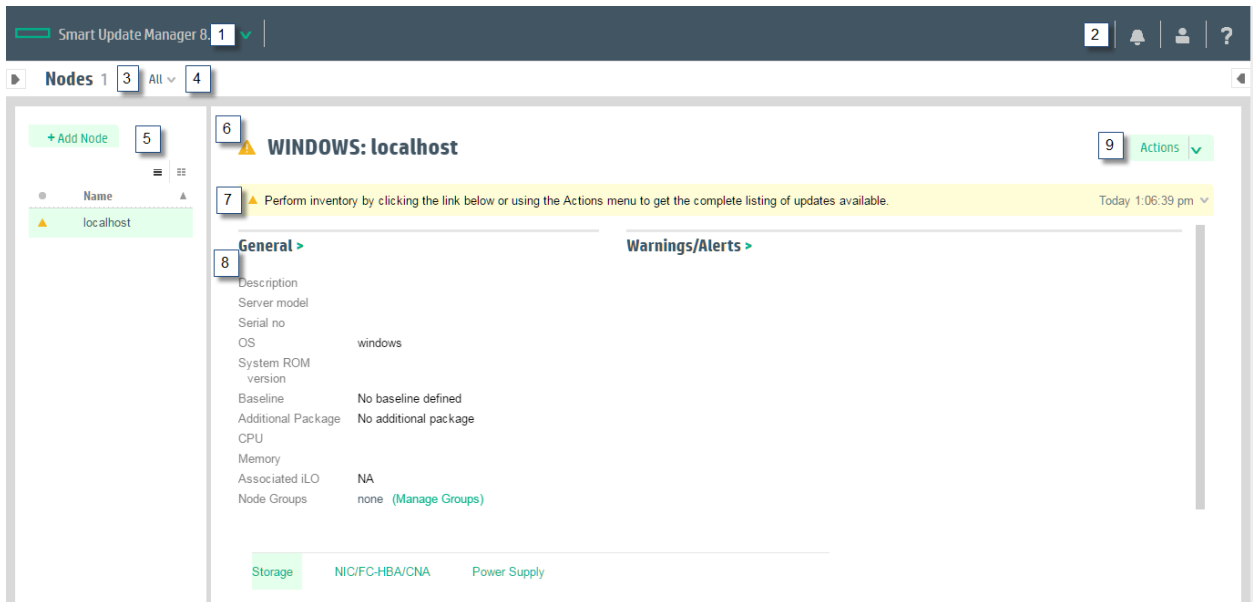 Smart Update Manager 8. 1
2
?
Nodes 1 3 All 4
+ Add Node 5
Name
localhost
6 WINDOWS: localhost
9 Actions
7 Perform inventory by clicking the link below or using the Actions menu to get the complete listing of updates available. Today 1:06:39 pm
General > Warnings/Alerts >
8
Description
Server model
Serial no
OS windows
System ROM
version
Baseline No baseline defined
Additional Package No additional package
CPU
Memory
Associated iLO NA
Node Groups none (Manage Groups)
Storage NIC/FC-HBA/CNA Power Supply